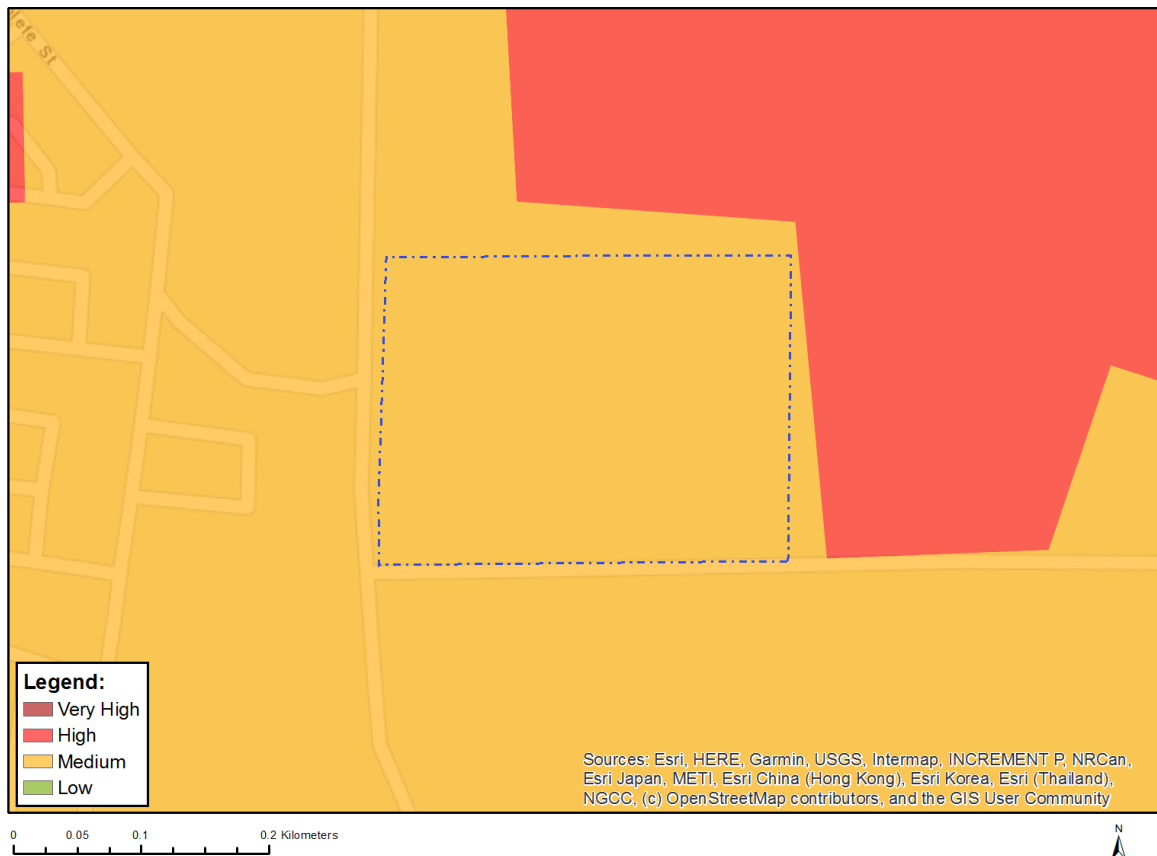 St
Legend:
Very High
High
Medium
Low
Sources: Esri, HERE, Garmin, USGS, Intermap, INCREMENT P, NRCan,
Esri Japan, METI, Esri China (Hong Kong), Esri Korea, Esri (Thailand),
NGCC, (c) OpenStreetMap contributors, and the GIS User Community
0 0.05 0.1 0.2 Kilometers
N